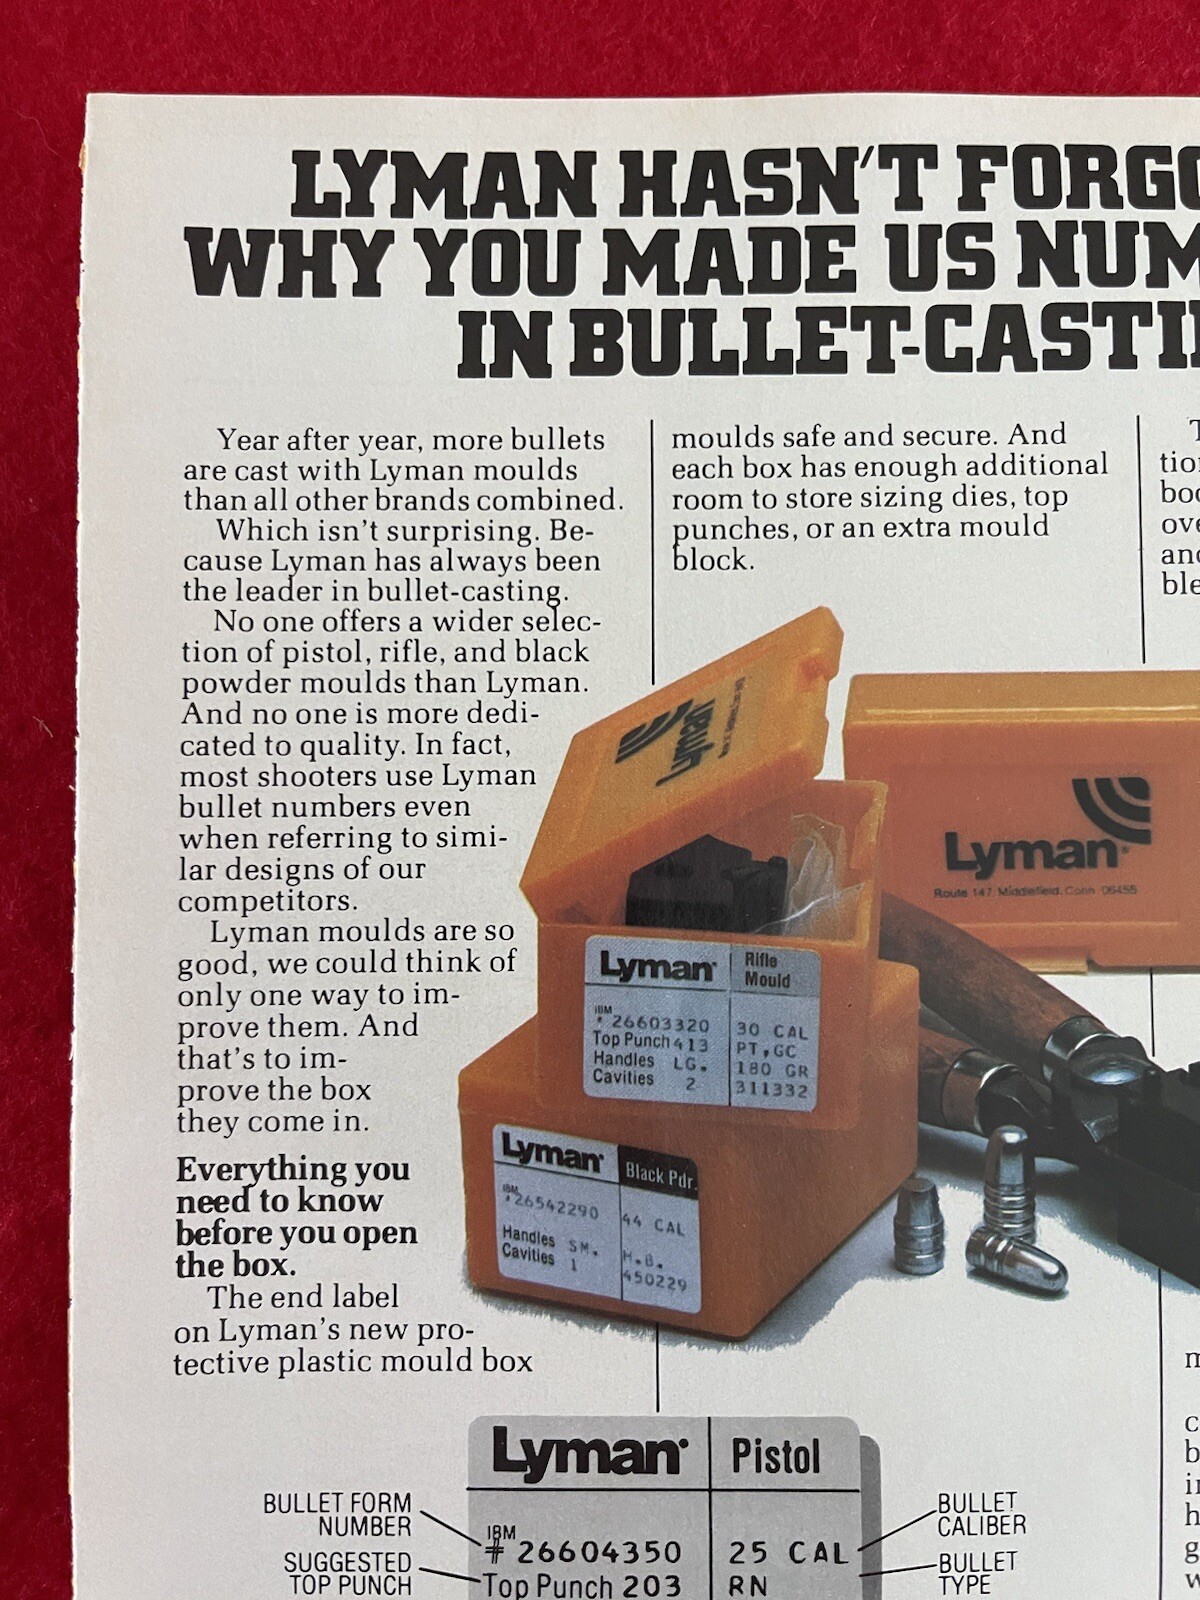 LYMAN HASN'T FORGO
WHY YOU MADE US NUM
IN BULLET-CASTI
Year after year, more bullets
are cast with Lyman moulds
than all other brands combined.
Which isn't surprising. Be-
cause Lyman has always been
the leader in bullet-casting.
No one offers a wider selec-
tion of pistol, rifle, and black
powder moulds than Lyman.
And no one is more dedi-
cated to quality. In fact,
most shooters use Lyman
bullet numbers even
when referring to simi-
lar designs of our
competitors.
Lyman moulds are so
good, we could think of
only one way to im-
prove them. And
that's to im-
prove the box
they come in.
Everything you
need to know
before you open
the box.
The end label
on Lyman's new pro-
tective plastic mould box
moulds safe and secure. And
each box has enough additional
room to store sizing dies, top
punches, or an extra mould
block.
Lyman
Lyman
Route 147, Middlefield, Conn. 06455
Lyman Rifle
Mould
IBM
# 26603320 30 CAL
Top Punch 413 PT,GC
Handles LG. 180 GR
Cavities 2 311332
Lyman Black Pdr.
IBM
#26542290 44 CAL
Handles SM. H.B.
Cavities 1 450229
Lyman Pistol
BULLET FORM
NUMBER
IBM
# 26604350 25 CAL
BULLET
CALIBER
SUGGESTED
TOP PUNCH
Top Punch 203 RN
BULLET
TYPE